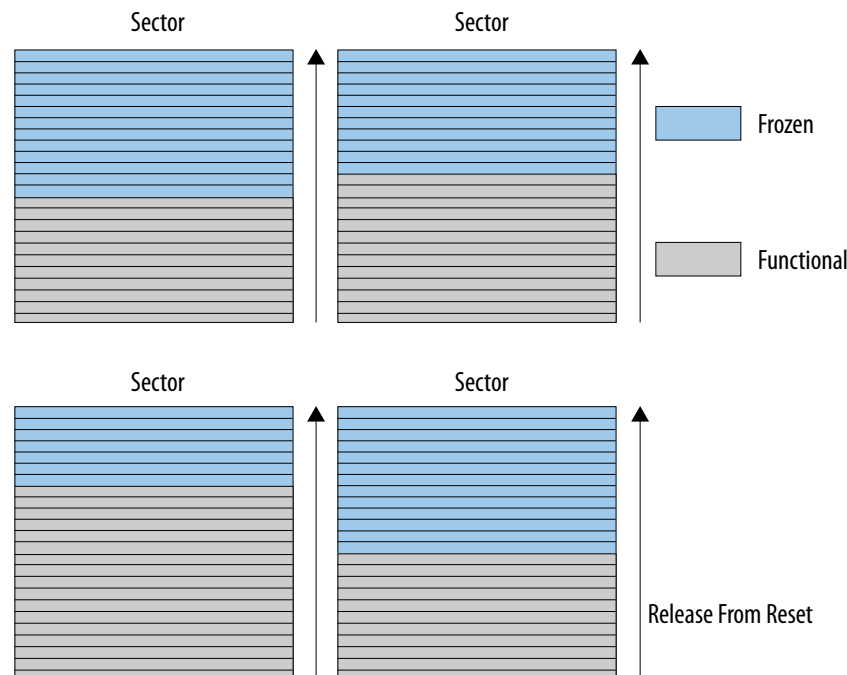 Sector
Sector
Frozen
Functional
Sector
Sector
Release From Reset